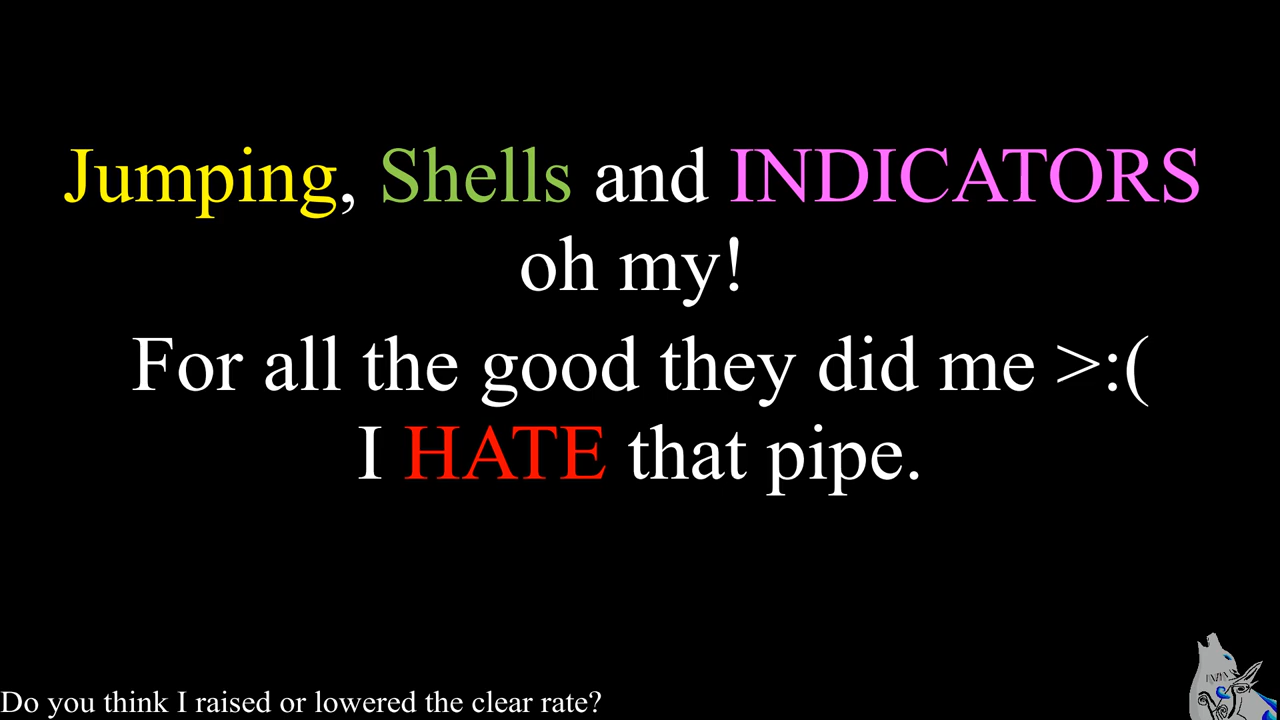 Jumping, Shells and INDICATORS
oh my!
For all the good they did me >:(
I HATE that pipe.
Do you think I raised or lowered the clear rate?